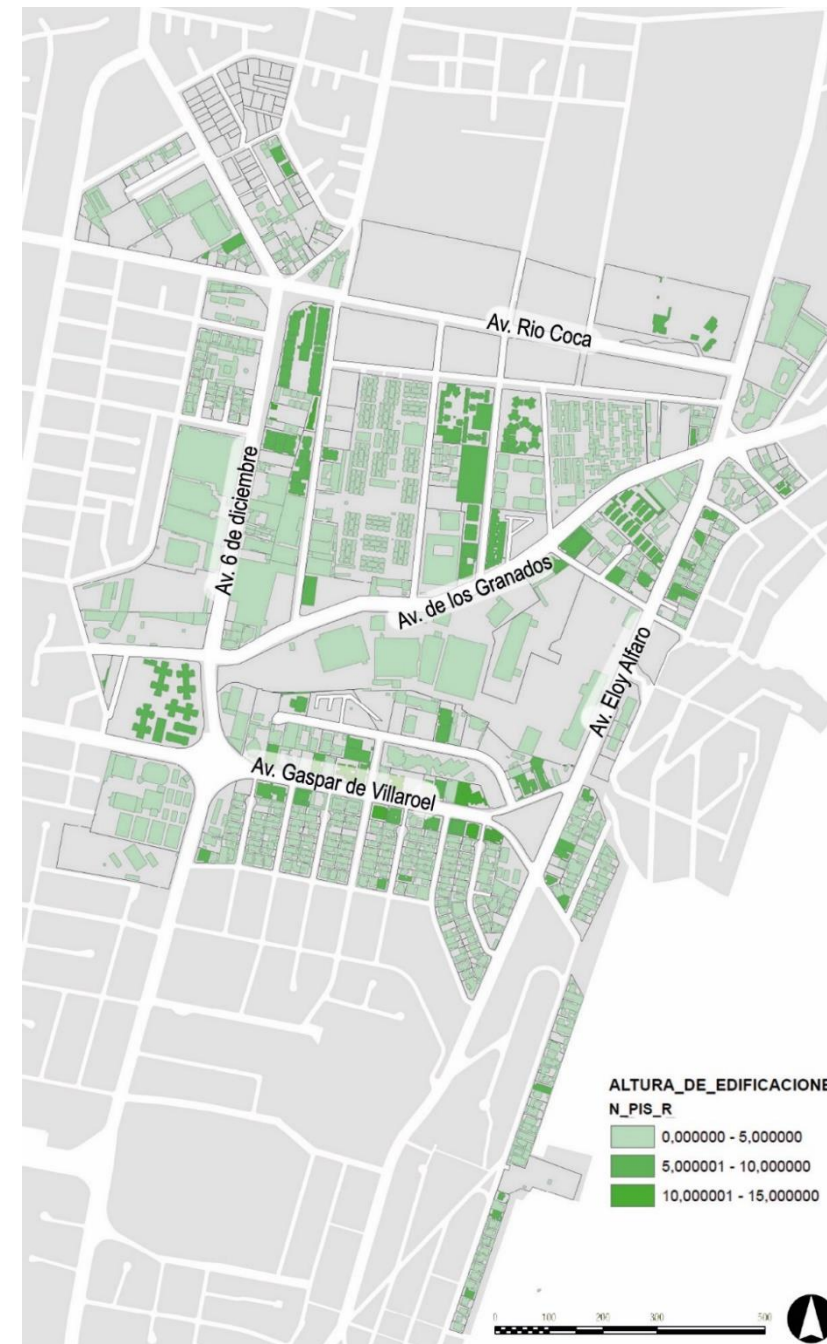 Av. Rio Coca
Av. 6 de diciembre
Av. de los Granados
Av. Eloy Alfaro
Av. Gaspar de Villaroel
ALTURA_DE_EDIFICACIONE
N_PIS_R
0,000000 - 5,000000
5,000001 - 10,000000
10,000001 - 15,000000
0 100 200 300 500